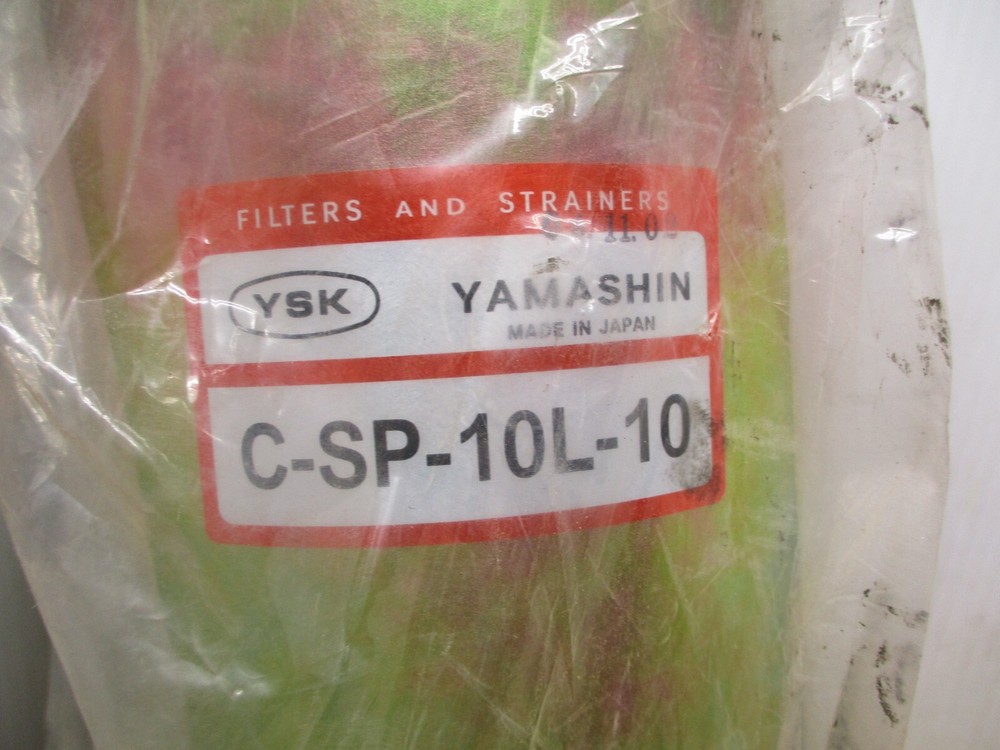 FILTERS AND STRAINERS
YSK
YAMASHIN
MADE IN JAPAN
C-SP-10L-10